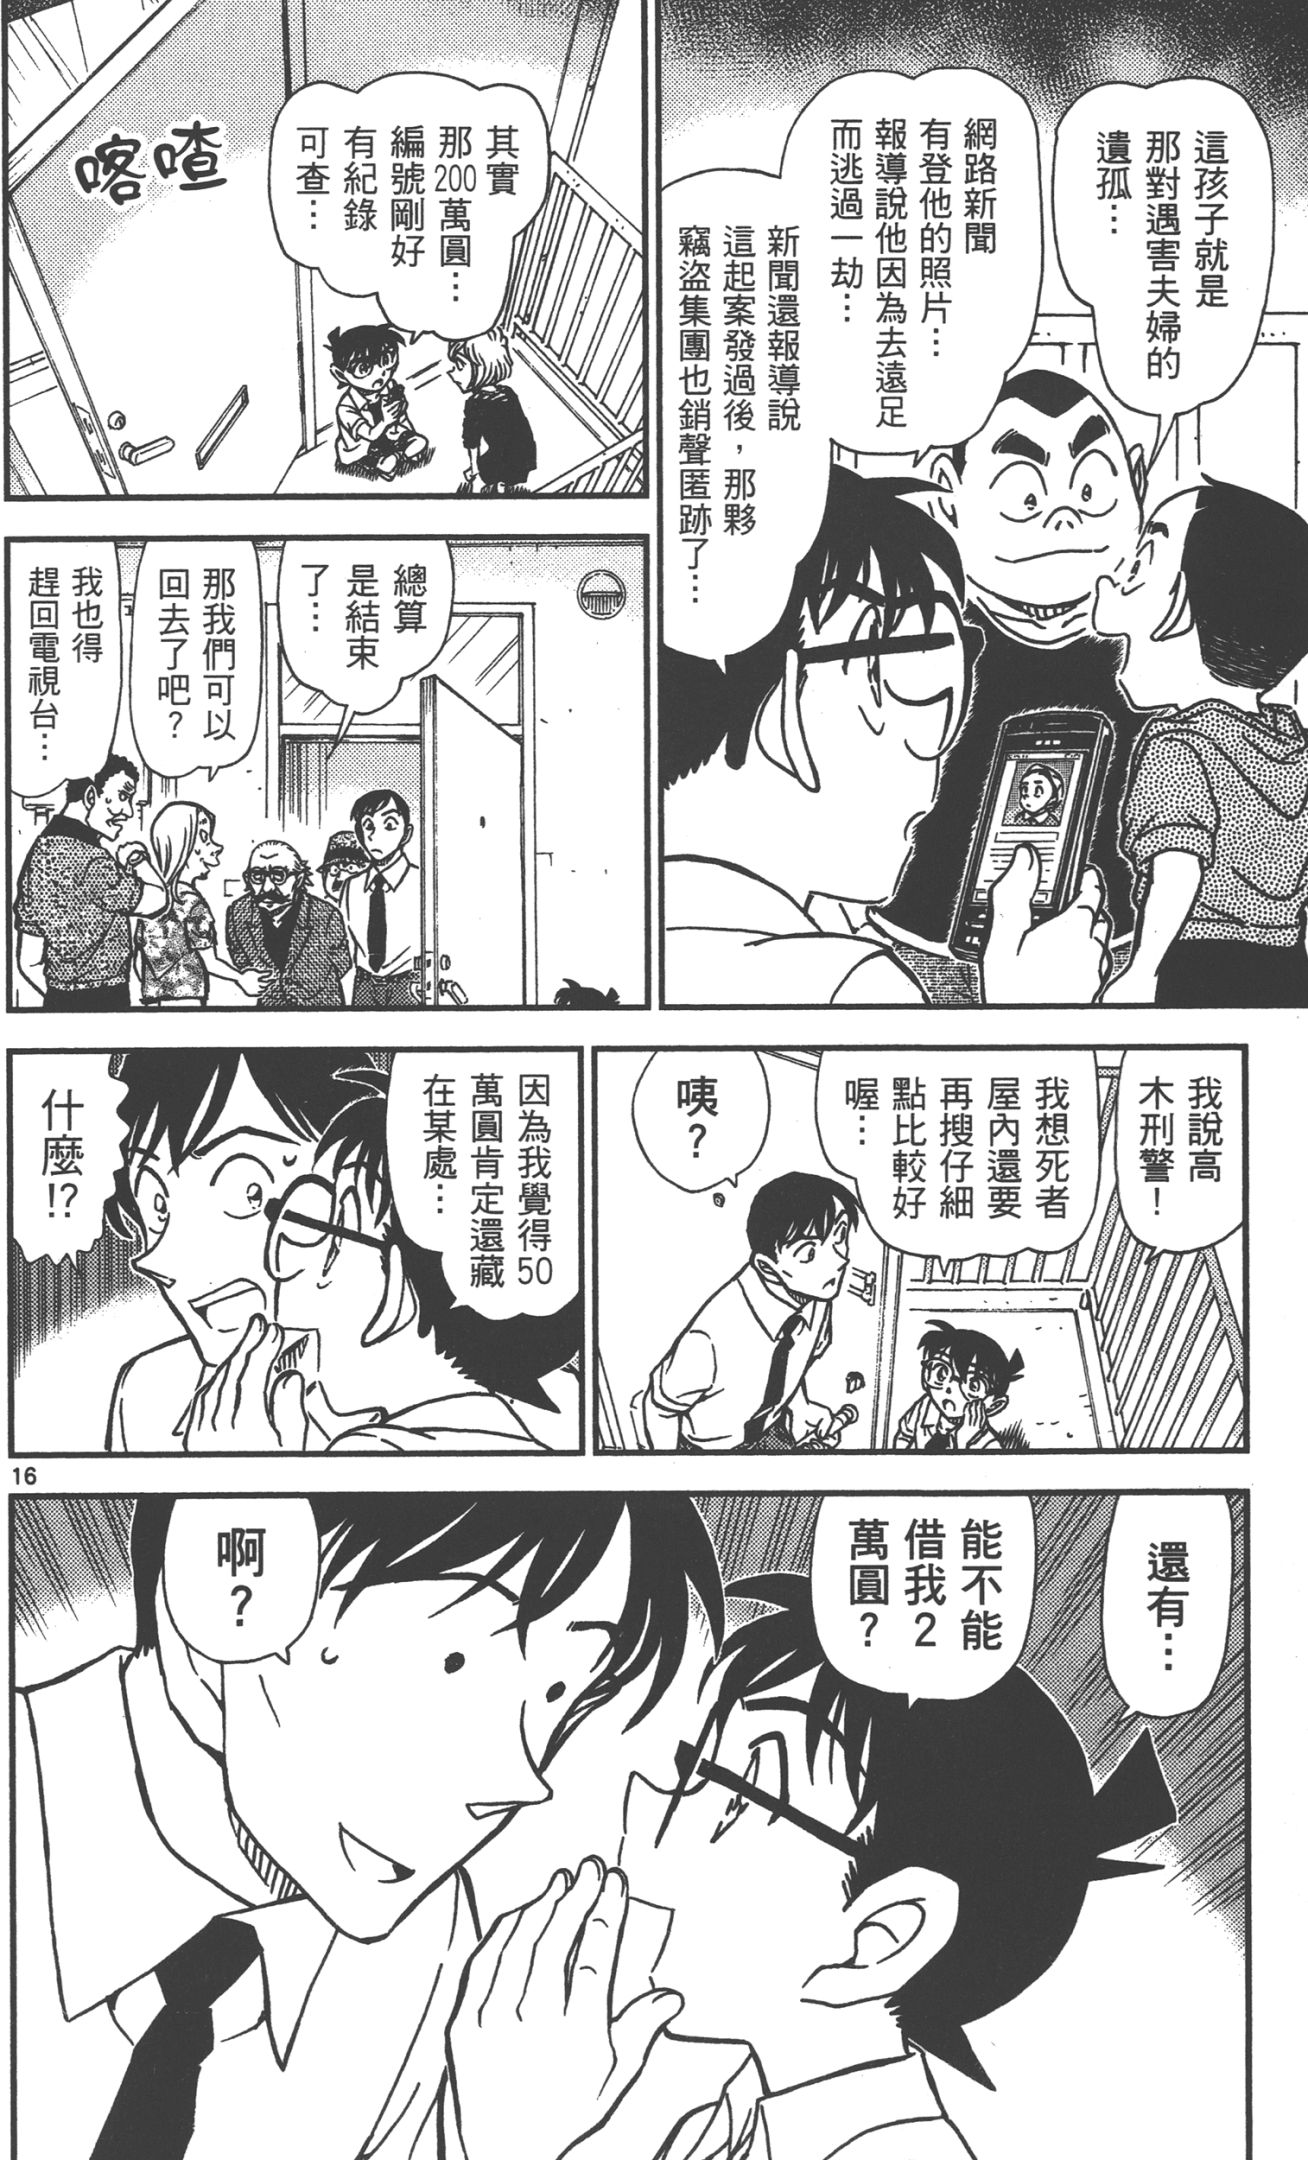 這孩子就是
那對遇害夫婦的
遺孤…
網路新聞
有登他的照片…
報導說他因為去遠足
而逃過一劫…
新聞還報導說
這起案發過後，那夥
竊盜集團也銷聲匿跡了…
其實
那200萬圓…
編號剛好
有紀錄
可查…
喀喳
總算
是結束
了…
那我們可以
回去了吧？
我也得
趕回電視台…
我說高
木刑警！
我想死者
屋內還要
再搜仔細
點比較好
喔…
咦？
因為我覺得50
萬圓肯定還藏
在某處…
什麼!?
16
還有…
能不能
借我2
萬圓？
啊？